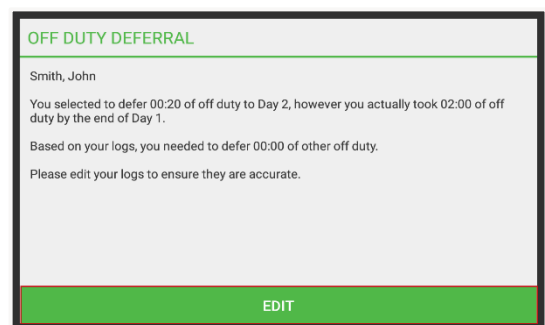 OFF DUTY DEFERRAL
Smith, John
You selected to defer 00:20 of off duty to Day 2, however you actually took 02:00 of off
duty by the end of Day 1.
Based on your logs, you needed to defer 00:00 of other off duty.
Please edit your logs to ensure they are accurate.
EDIT